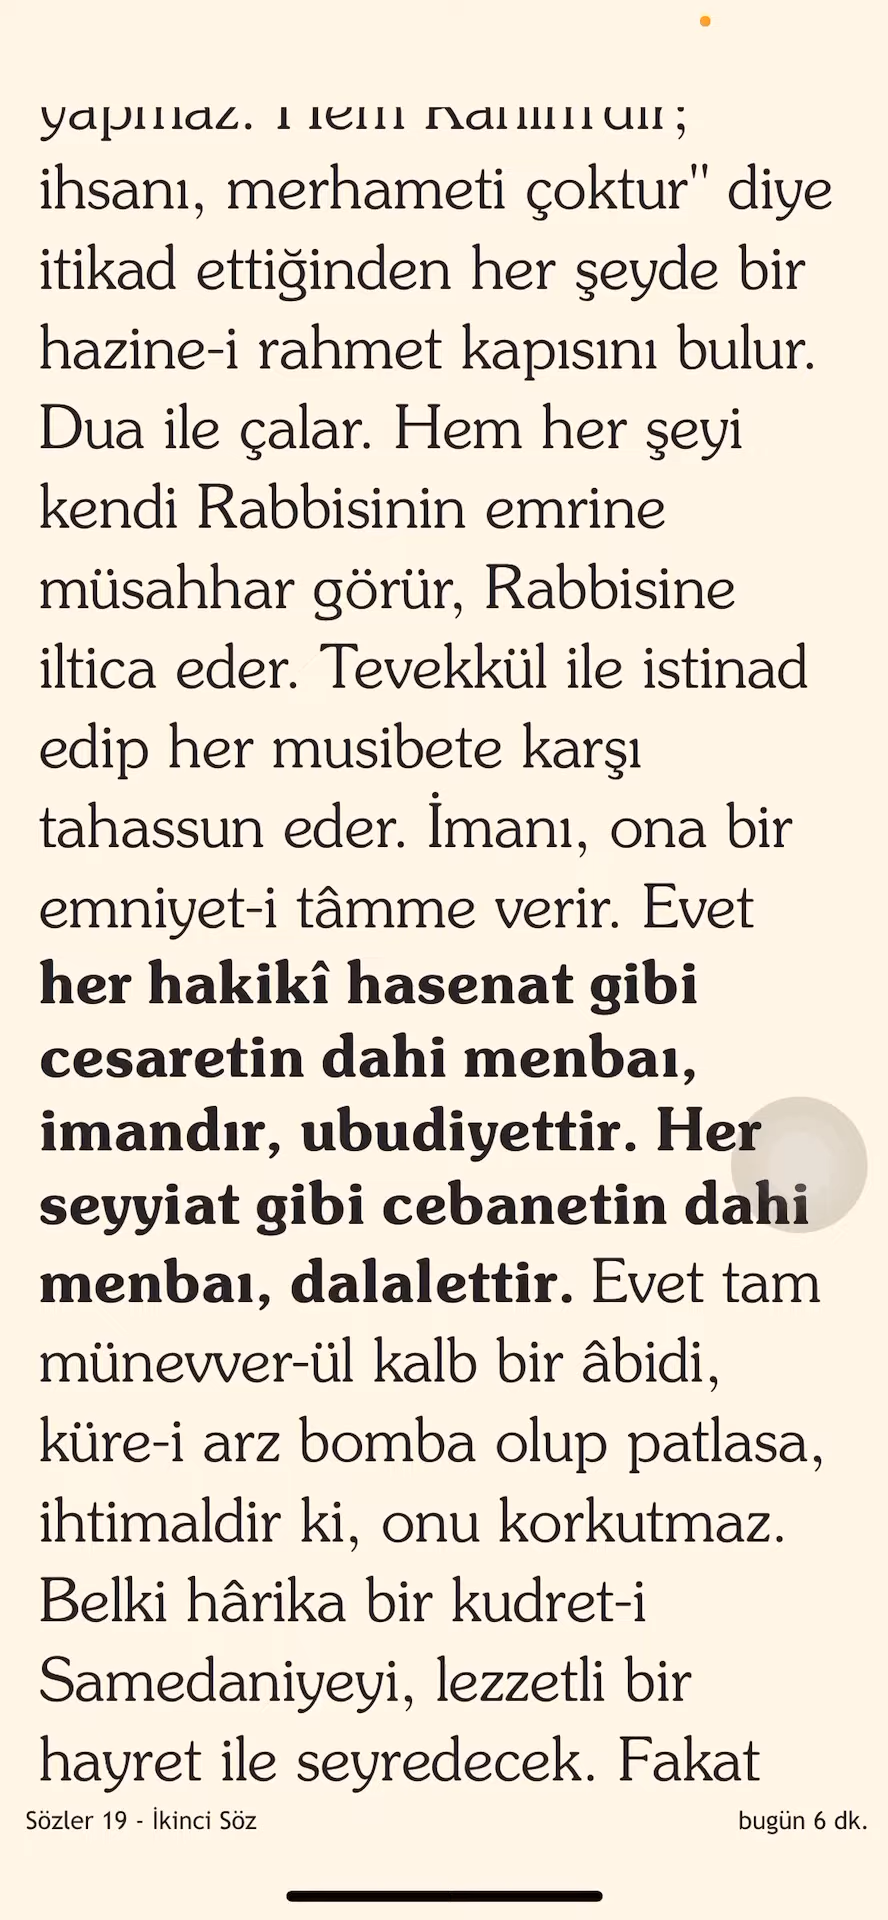 yapmaz. Hem Rahîm'dir;
ihsanı, merhameti çoktur" diye
itikad ettiğinden her şeyde bir
hazine-i rahmet kapısını bulur.
Dua ile çalar. Hem her şeyi
kendi Rabbisinin emrine
müsahhar görür, Rabbisine
iltica eder. Tevekkül ile istinad
edip her musibete karşı
tahassun eder. İmanı, ona bir
emniyet-i tâmme verir. Evet
her hakikî hasenat gibi
cesaretin dahi menbaı,
imandır, ubudiyettir. Her
seyyiat gibi cebanetin dahi
menbaı, dalalettir. Evet tam
münevver-ül kalb bir âbidi,
küre-i arz bomba olup patlasa,
ihtimaldir ki, onu korkutmaz.
Belki hârika bir kudret-i
Samedaniyeyi, lezzetli bir
hayret ile seyredecek. Fakat
Sözler 19 - İkinci Söz
bugün 6 dk.